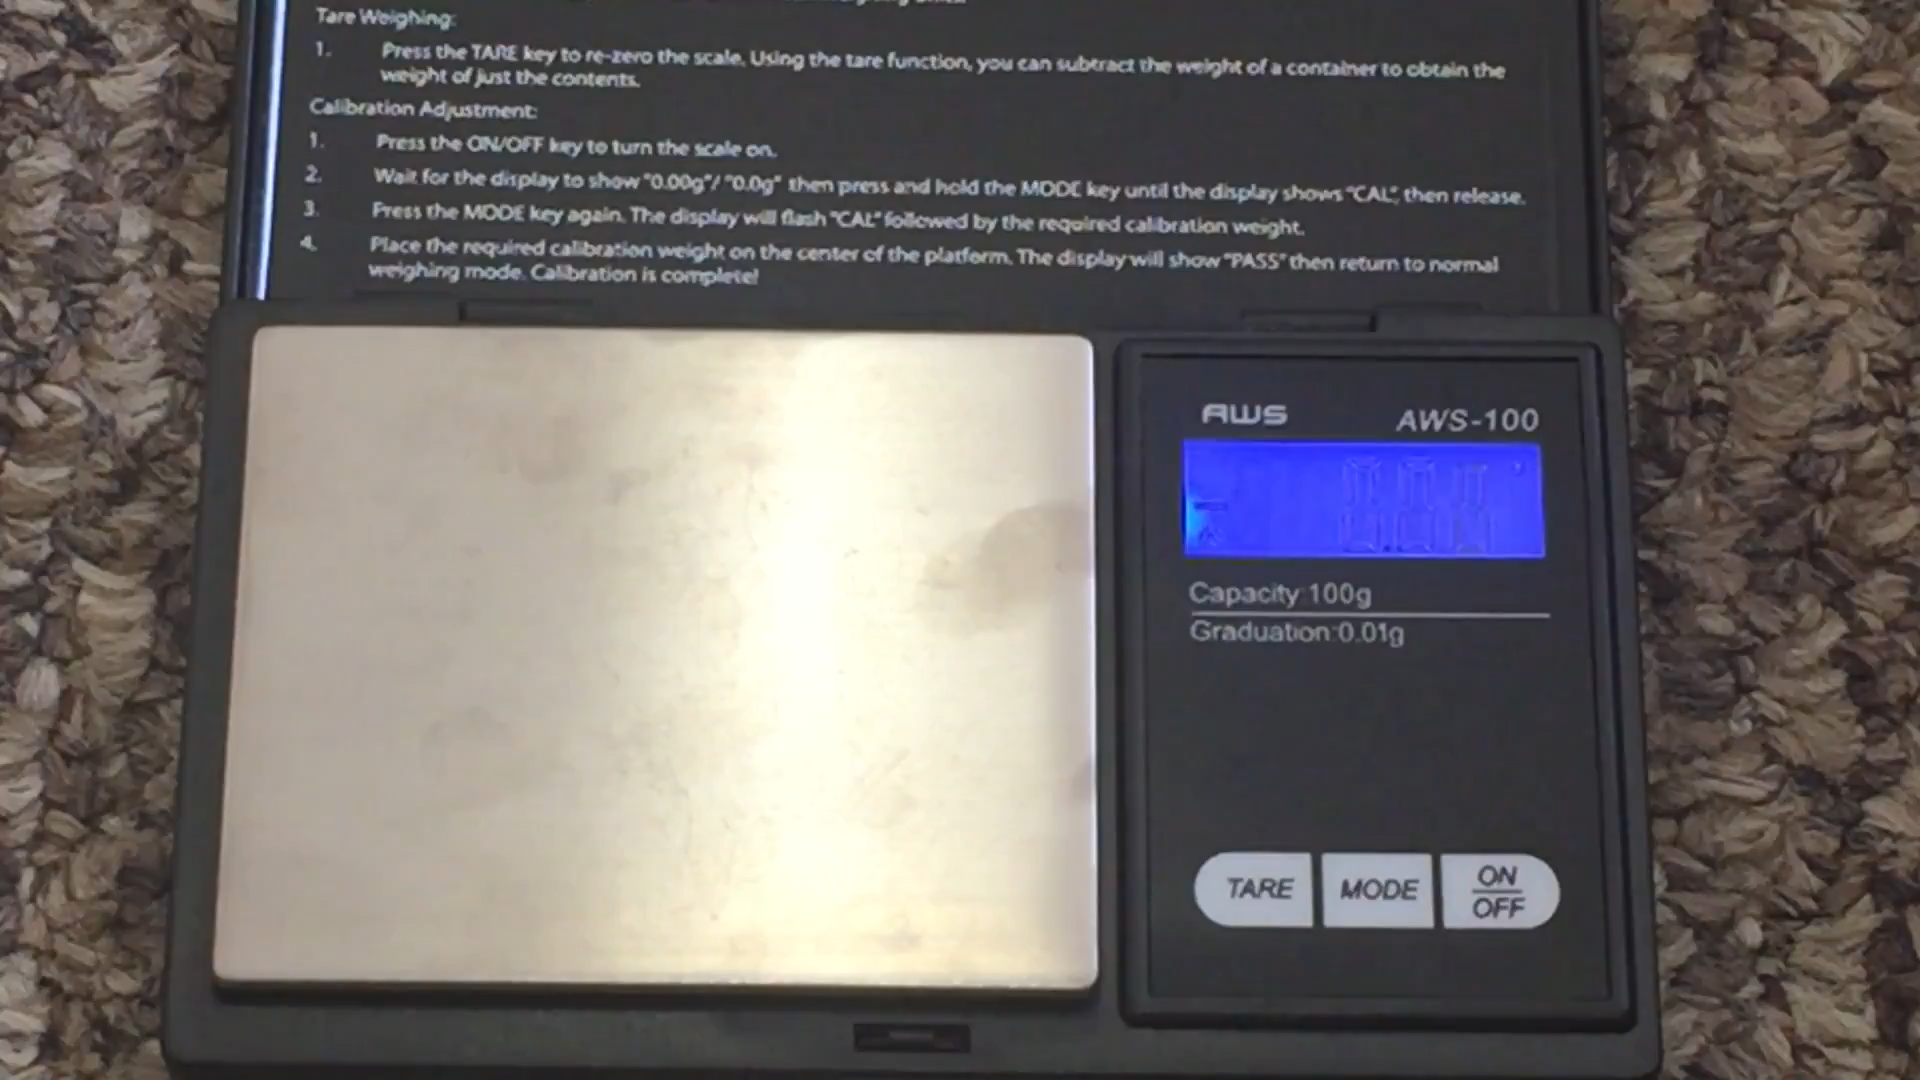 Tare Weighing:
1. Press the TARE key to re-zero the scale. Using the tare function, you can subtract the weight of a container to obtain the
weight of just the contents.
Calibration Adjustment:
1. Press the ON/OFF key to turn the scale on.
2. Wait for the display to show "0.00g"/ "0.0g" then press and hold the MODE key until the display shows "CAL", then release.
3. Press the MODE key again. The display will flash "CAL" followed by the required calibration weight.
4. Place the required calibration weight on the center of the platform. The display will show "PASS" then return to normal
weighing mode. Calibration is complete!
AWS AWS-100
Capacity:100g
Graduation:0.01g
TARE MODE ON
OFF